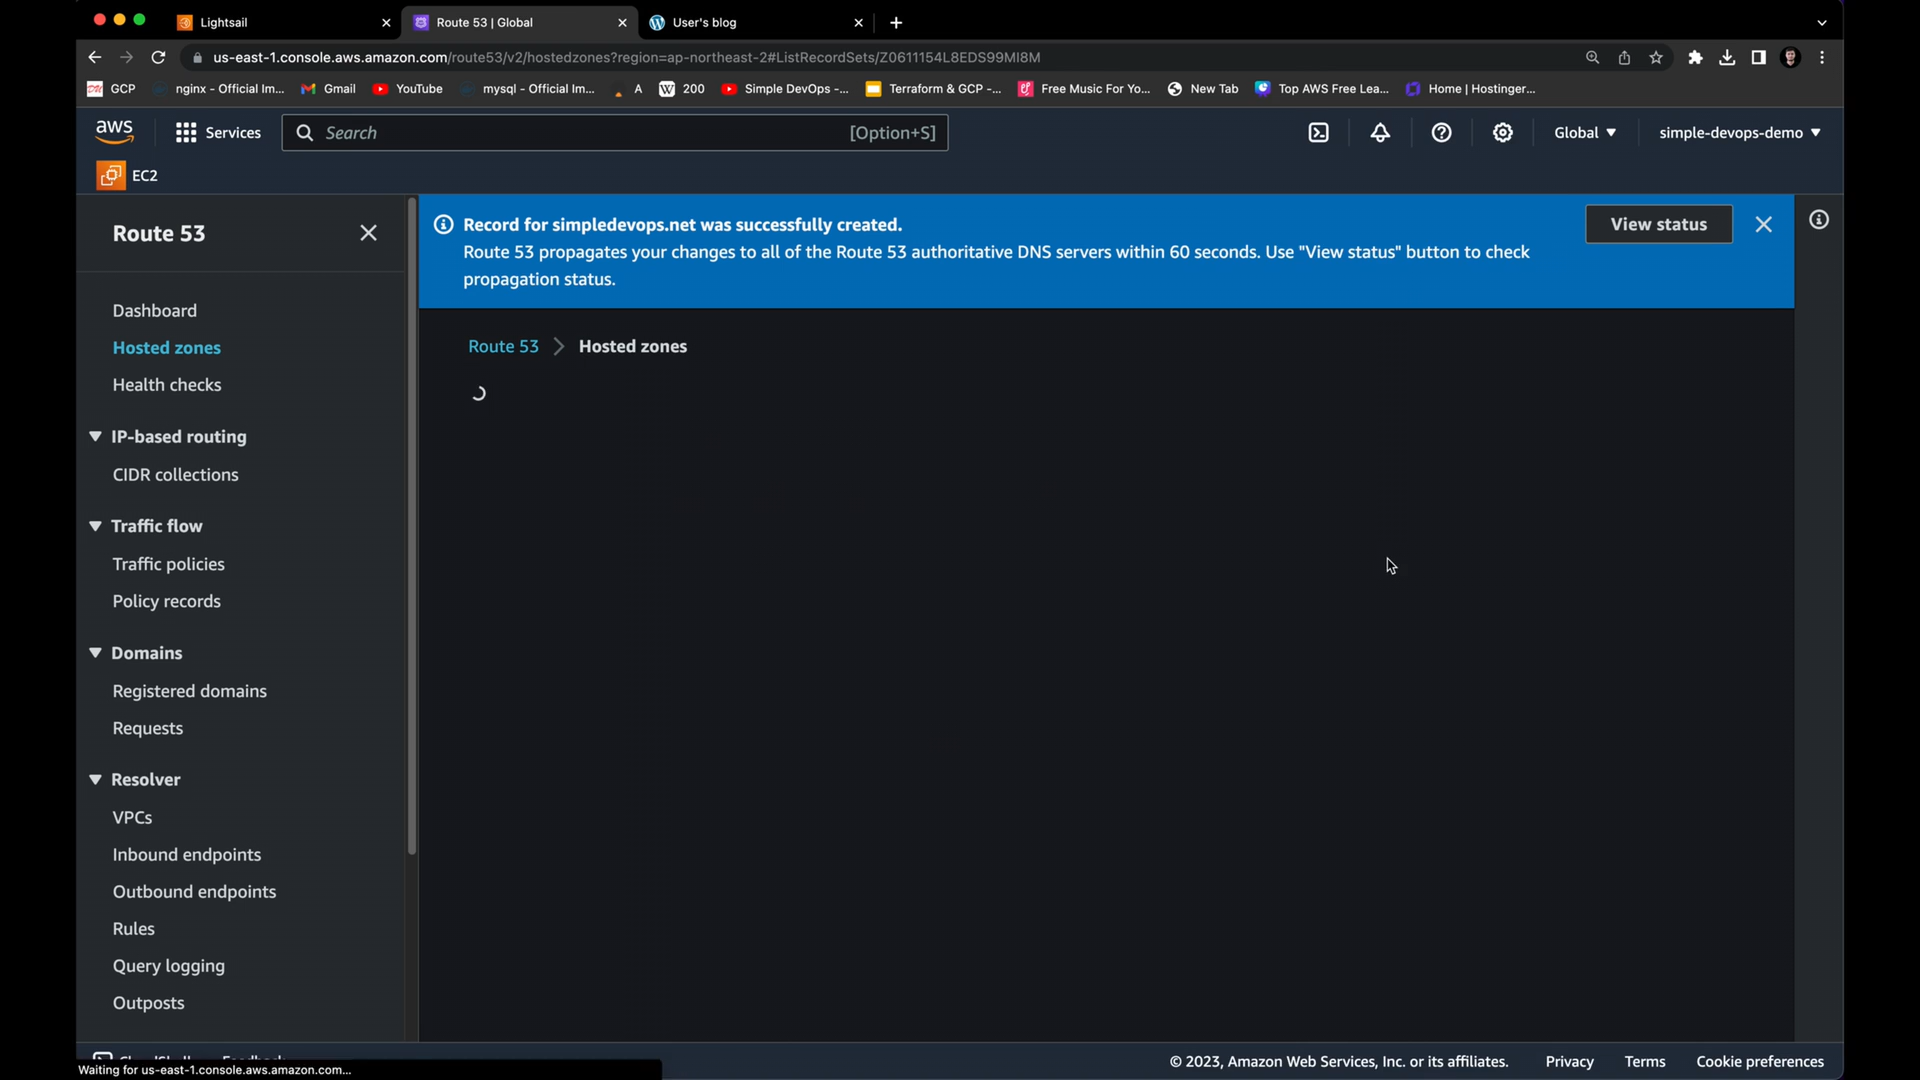 Lightsail
Route 53 | Global
User's blog
us-east-1.console.aws.amazon.com/route53/v2/hostedzones?region=ap-northeast-2#ListRecordSets/Z0611154L8EDS99MI8M
GCP
nginx - Official Im...
Gmail
YouTube
mysql - Official Im...
A
200
Simple DevOps -...
Terraform & GCP -...
Free Music For Yo...
New Tab
Top AWS Free Lea...
Home | Hostinger...
aws
Services
Search
[Option+S]
Global
simple-devops-demo
EC2
Route 53
Dashboard
Hosted zones
Health checks
IP-based routing
CIDR collections
Traffic flow
Traffic policies
Policy records
Domains
Registered domains
Requests
Resolver
VPCs
Inbound endpoints
Outbound endpoints
Rules
Query logging
Outposts
Record for simpledevops.net was successfully created.
Route 53 propagates your changes to all of the Route 53 authoritative DNS servers within 60 seconds. Use "View status" button to check
propagation status.
View status
Route 53
Hosted zones
CloudShell
Feedback
© 2023, Amazon Web Services, Inc. or its affiliates.
Privacy
Terms
Cookie preferences
Waiting for us-east-1.console.aws.amazon.com...